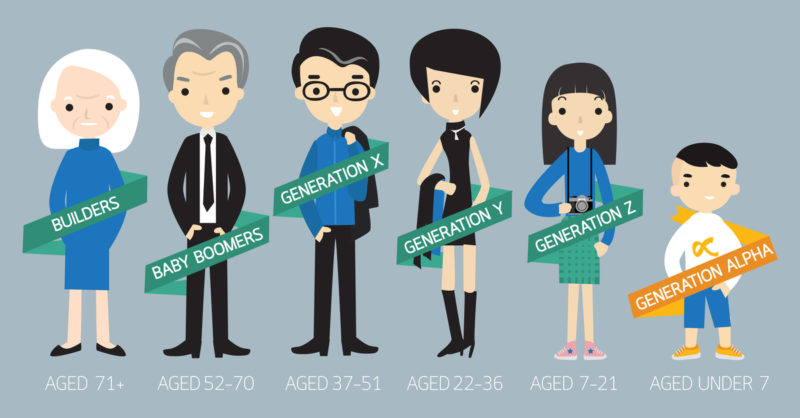 BUILDERS
BABY BOOMERS
GENERATION X
GENERATION Y
GENERATION Z
GENERATION ALPHA
AGED 71+
AGED 52-70
AGED 37-51
AGED 22-36
AGED 7-21
AGED UNDER 7